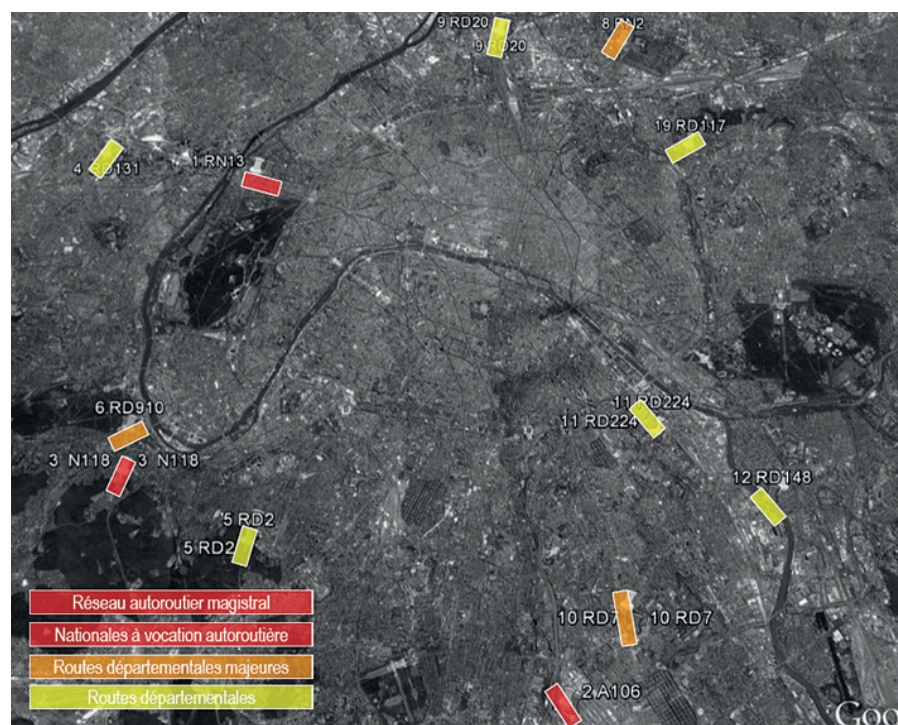 9 RD20
8 RN2
9 RD20
19 RD117
1 RN13
4 RD131
6 RD910
11 RD224
11 RD224
3 N118
3 N118
12 RD148
5 RD2
5 RD2
Réseau autoroutier magistral
Nationales à vocation autoroutière
10 RD7
10 RD7
Routes départementales majeures
Routes départementales
2 A106
Goo